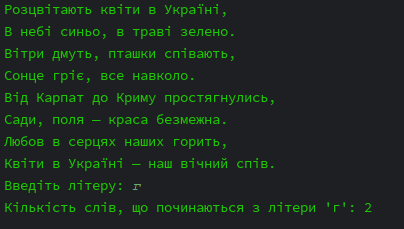 Розцвітають квіти в Україні,
В небі синьо, в траві зелено.
Вітри дмуть, пташки співають,
Сонце гріє, все навколо.
Від Карпат до Криму простягнулись,
Сади, поля — краса безмежна.
Любов в серцях наших горить,
Квіти в Україні — наш вічний спів.
Введіть літеру: г
Кількість слів, що починаються з літери 'г': 2